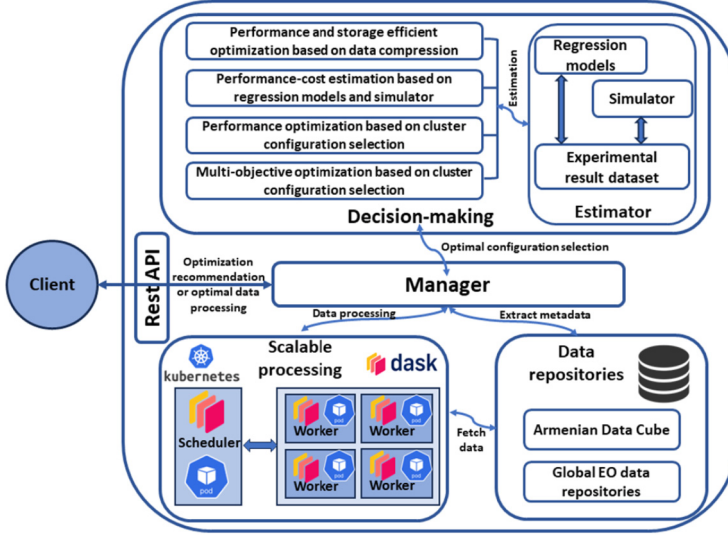 Performance and storage efficient
optimization based on data compression
Performance-cost estimation based on
regression models and simulator
Performance optimization based on cluster
configuration selection
Multi-objective optimization based on cluster
configuration selection
Estimation
Regression
models
Simulator
Experimental
result dataset
Estimator
Decision-making
Optimal configuration selection
Client
Rest API
Optimization
recommendation
or optimal data
processing
Manager
Data processing
Extract metadata
kubernetes
Scalable
processing
dask
Scheduler
pod
Worker
pod
Worker
pod
Worker
pod
Worker
pod
Fetch
data
Data
repositories
Armenian Data Cube
Global EO data
repositories